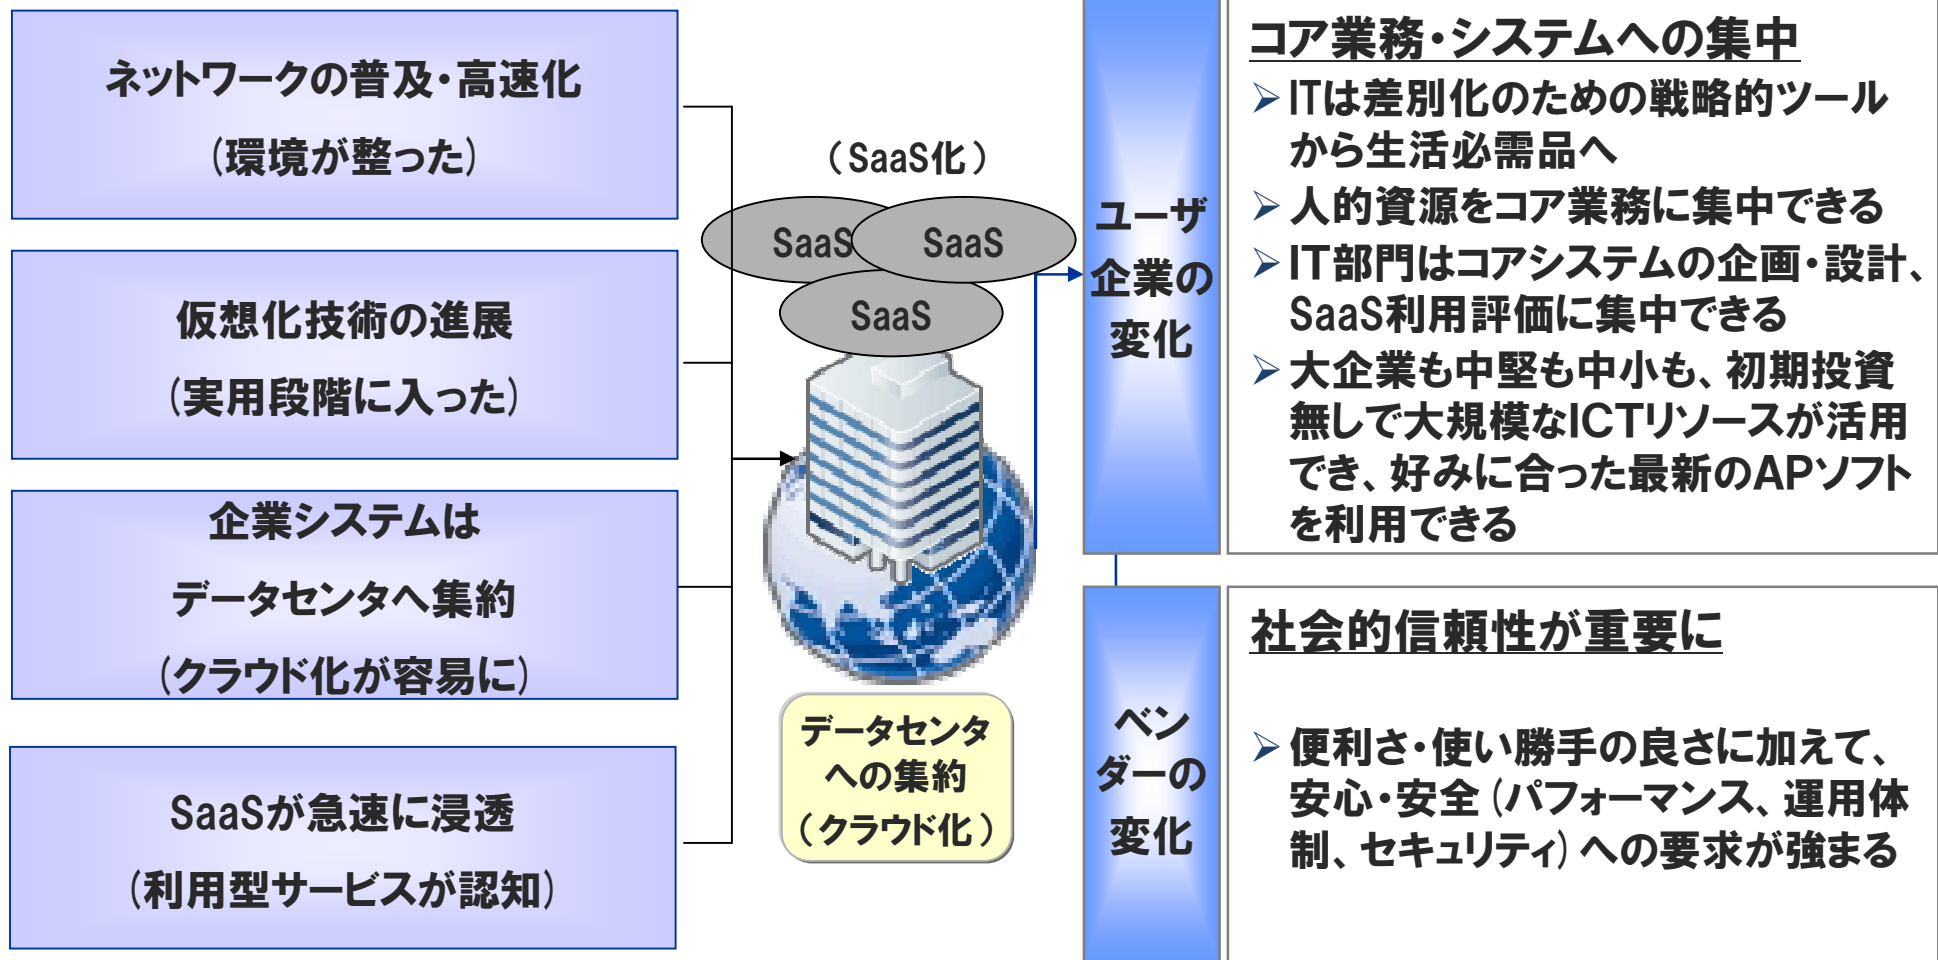 ネットワークの普及・高速化
(環境が整った)
仮想化技術の進展
(実用段階に入った)
企業システムは
データセンタへ集約
(クラウド化が容易に)
SaaSが急速に浸透
(利用型サービスが認知)
(SaaS化)
SaaS
SaaS
SaaS
データセンタ
への集約
(クラウド化)
ユーザ
企業の
変化
コア業務・システムへの集中
➢ITは差別化のための戦略的ツール
から生活必需品へ
➢人的資源をコア業務に集中できる
➢IT部門はコアシステムの企画・設計、
SaaS利用評価に集中できる
➢大企業も中堅も中小も、初期投資
無しで大規模なICTリソースが活用
でき、好みに合った最新のAPソフト
を利用できる
ベン
ダーの
変化
社会的信頼性が重要に
➢便利さ・使い勝手の良さに加えて、
安心・安全(パフォーマンス、運用体
制、セキュリティ)への要求が強まる